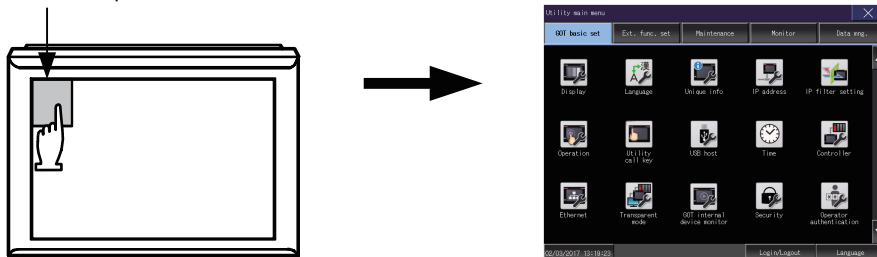 Utility main menu
GOT basic set
Ext. func. set
Maintenance
Monitor
Data mng.
Display
Language
Unique info
IP address
IP filter setting
Operation
Utility
call key
USB host
Time
Controller
Ethernet
Transparent
mode
GOT internal
device monitor
Security
Operator
authentication
02/03/2017 13:19:23
Login/Logout
Language